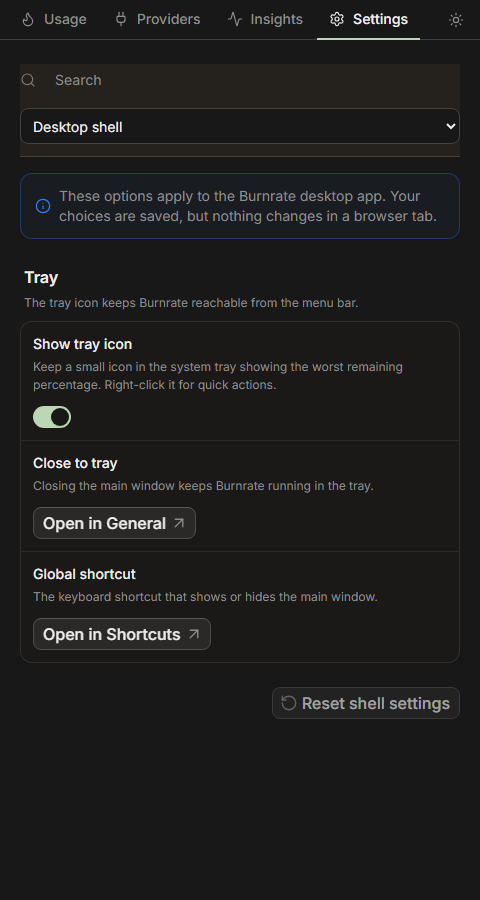 Usage
Providers
Insights
Settings
Search
Desktop shell
These options apply to the Burnrate desktop app. Your
choices are saved, but nothing changes in a browser tab.
Tray
The tray icon keeps Burnrate reachable from the menu bar.
Show tray icon
Keep a small icon in the system tray showing the worst remaining
percentage. Right-click it for quick actions.
Close to tray
Closing the main window keeps Burnrate running in the tray.
Open in General
Global shortcut
The keyboard shortcut that shows or hides the main window.
Open in Shortcuts
Reset shell settings